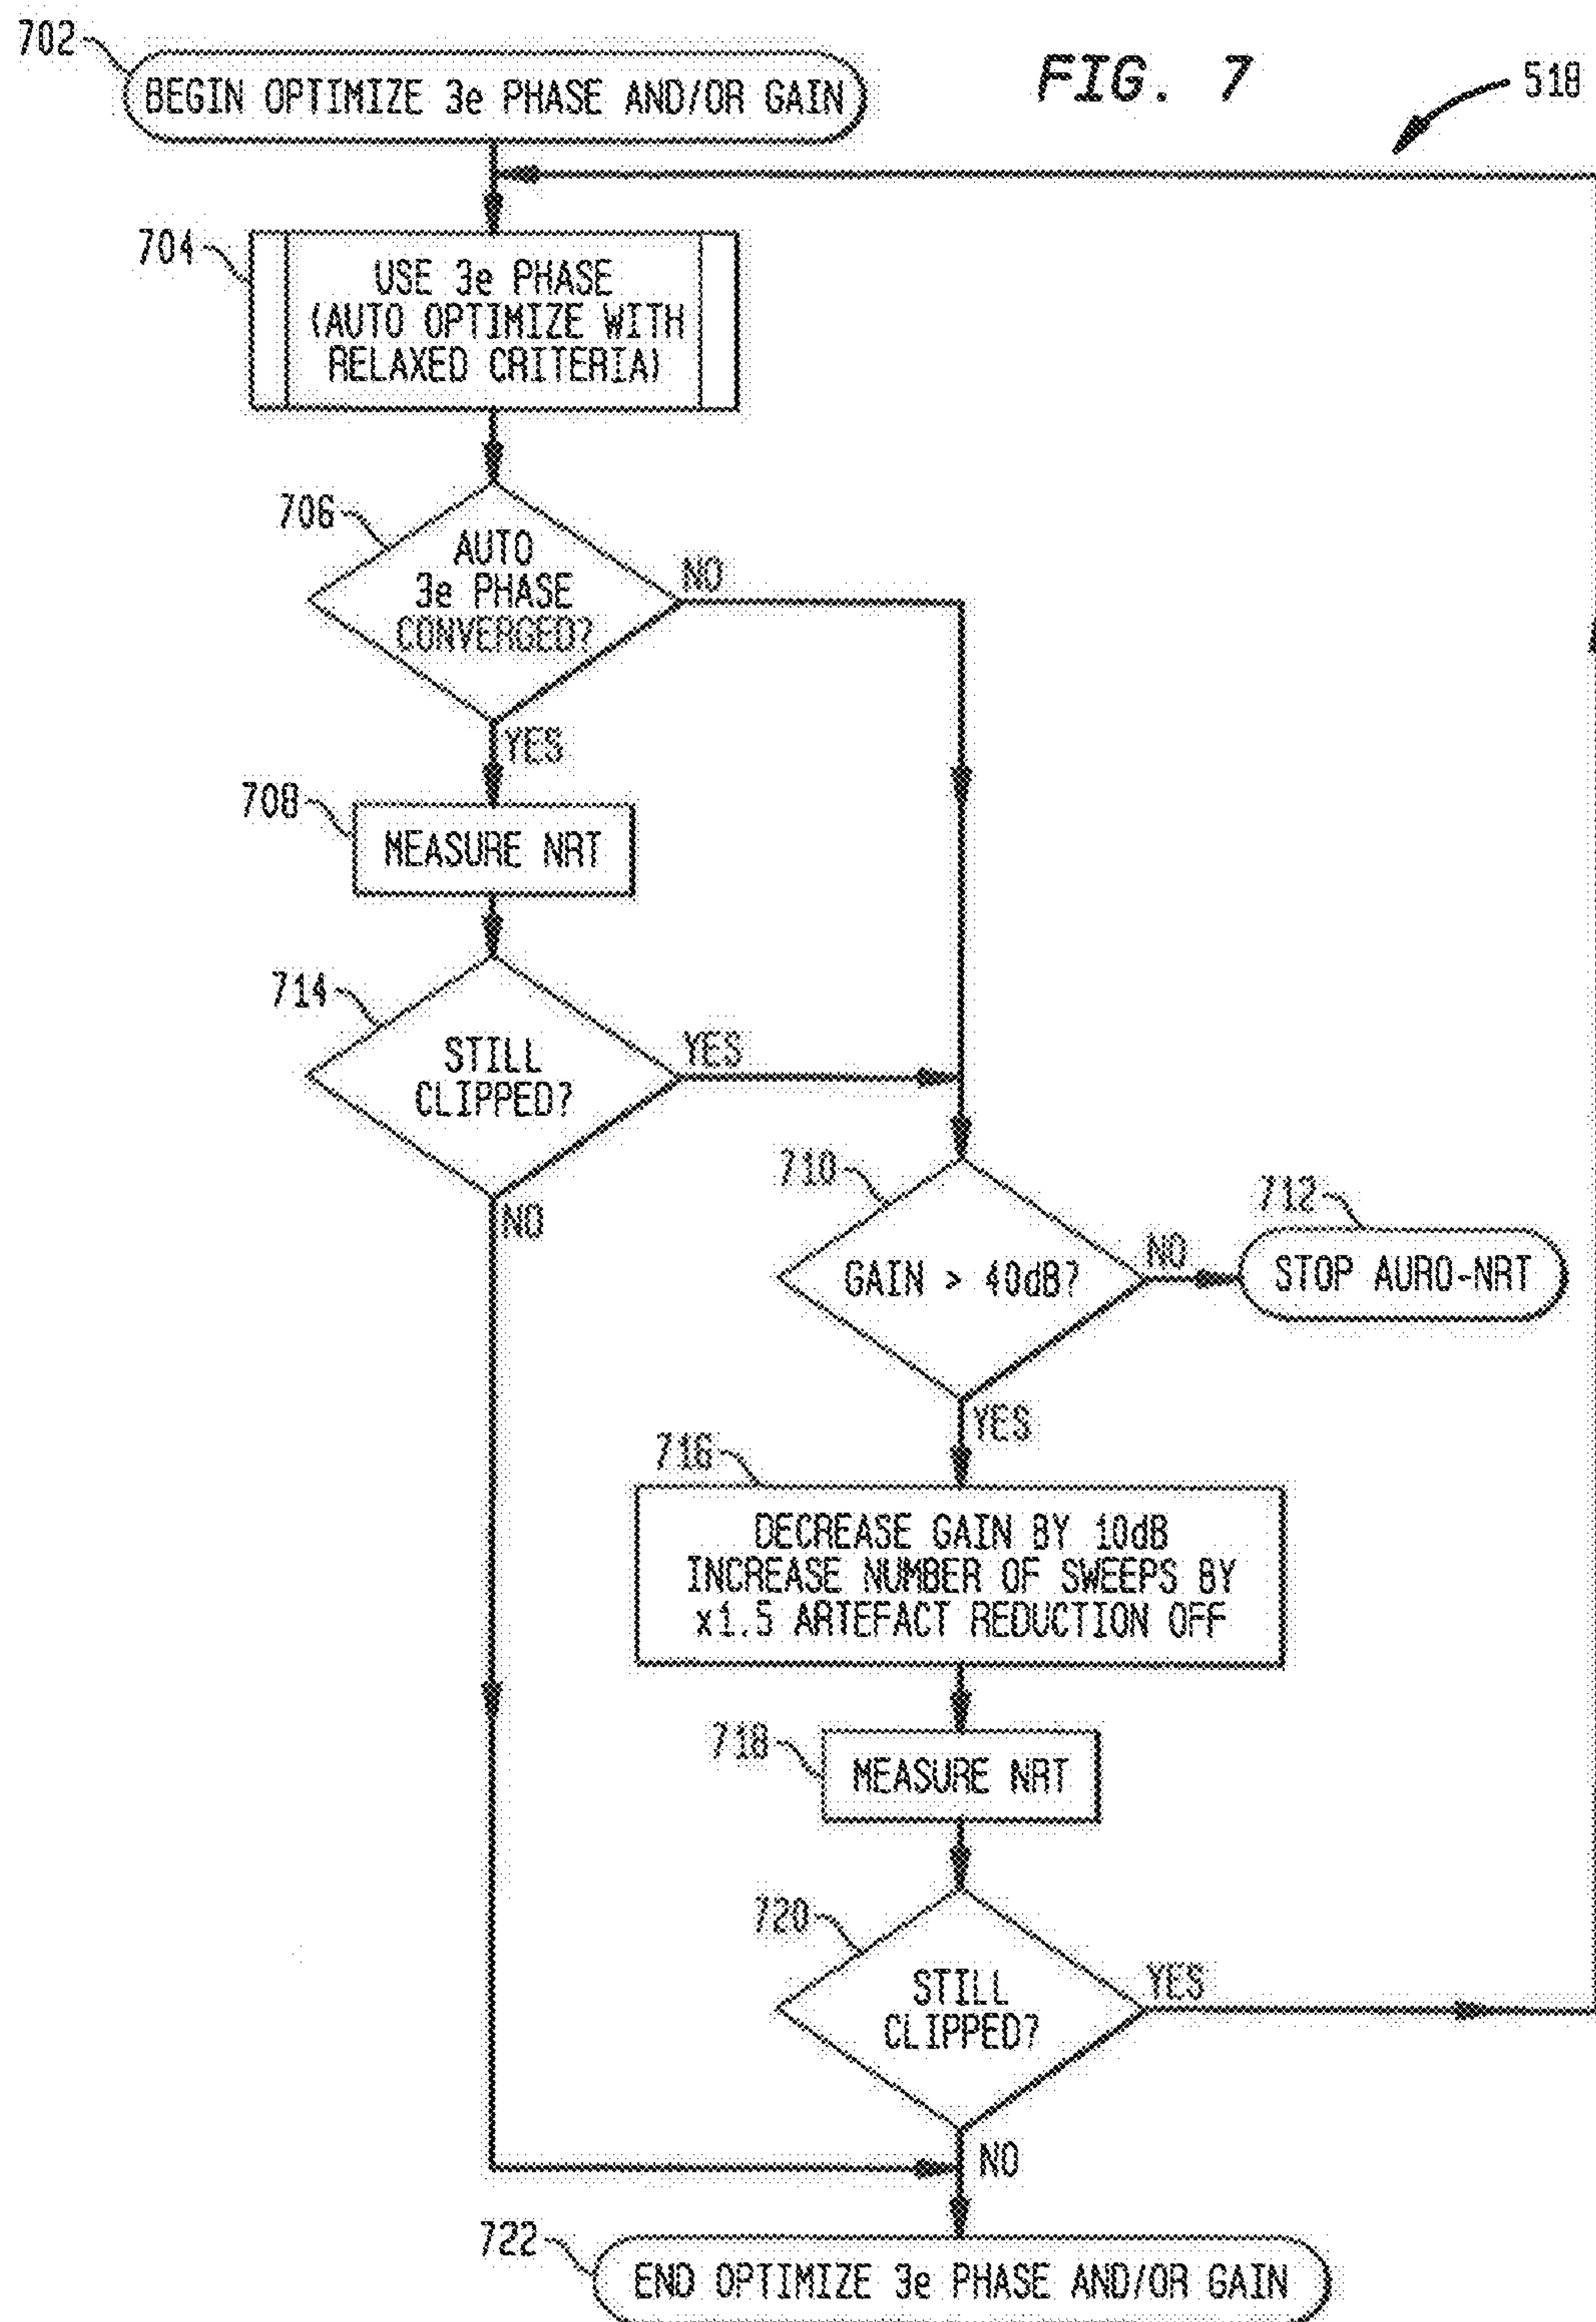 702
BEGIN OPTIMIZE 3e PHASE AND/OR GAIN
FIG. 7
518
704
USE 3e PHASE
(AUTO OPTIMIZE WITH
RELAXED CRITERIA)
706
AUTO
3e PHASE
CONVERGED?
NO
YES
708
MEASURE NRT
714
STILL
CLIPPED?
YES
NO
710
GAIN > 40dB?
NO
712
STOP AURO-NRT
YES
716
DECREASE GAIN BY 10dB
INCREASE NUMBER OF SWEEPS BY
x1.5 ARTEFACT REDUCTION OFF
718
MEASURE NRT
720
STILL
CLIPPED?
YES
NO
722
END OPTIMIZE 3e PHASE AND/OR GAIN